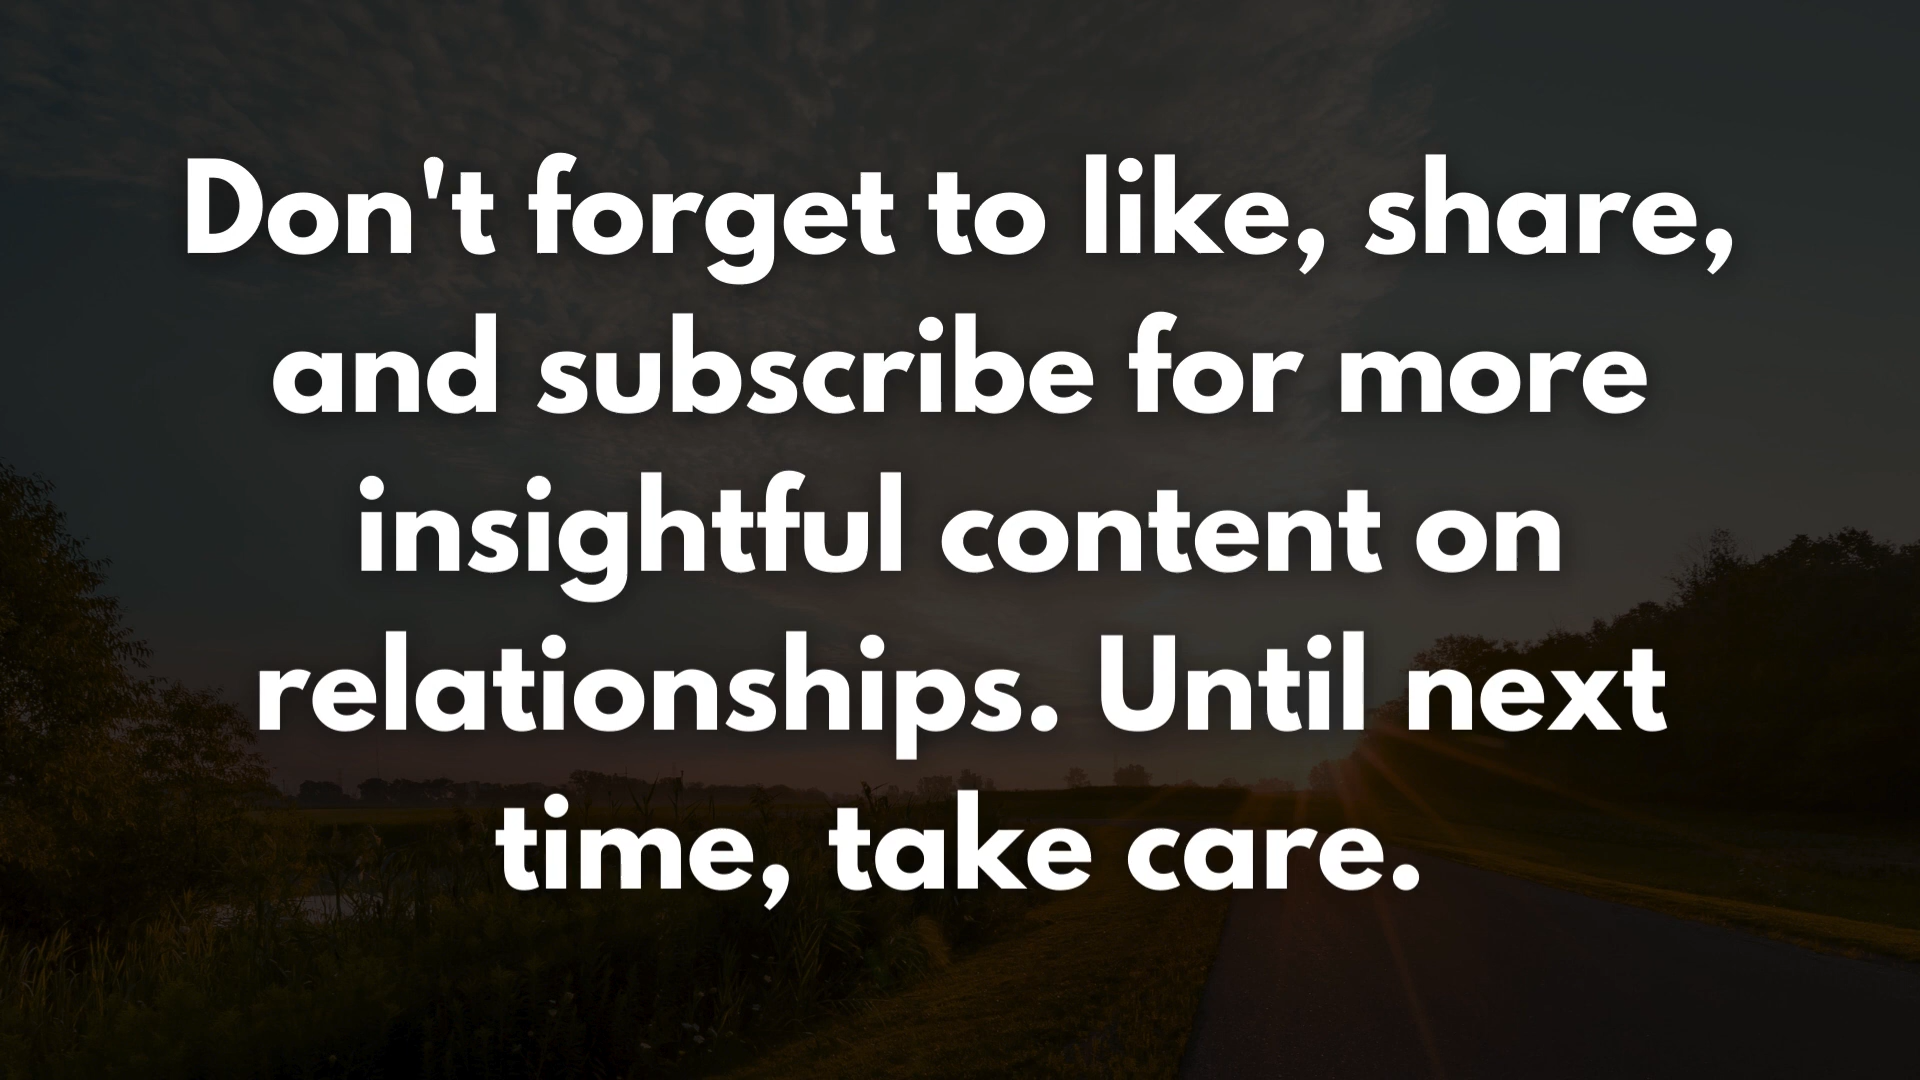 Don't forget to like, share,
and subscribe for more
insightful content on
relationships. Until next
time, take care.